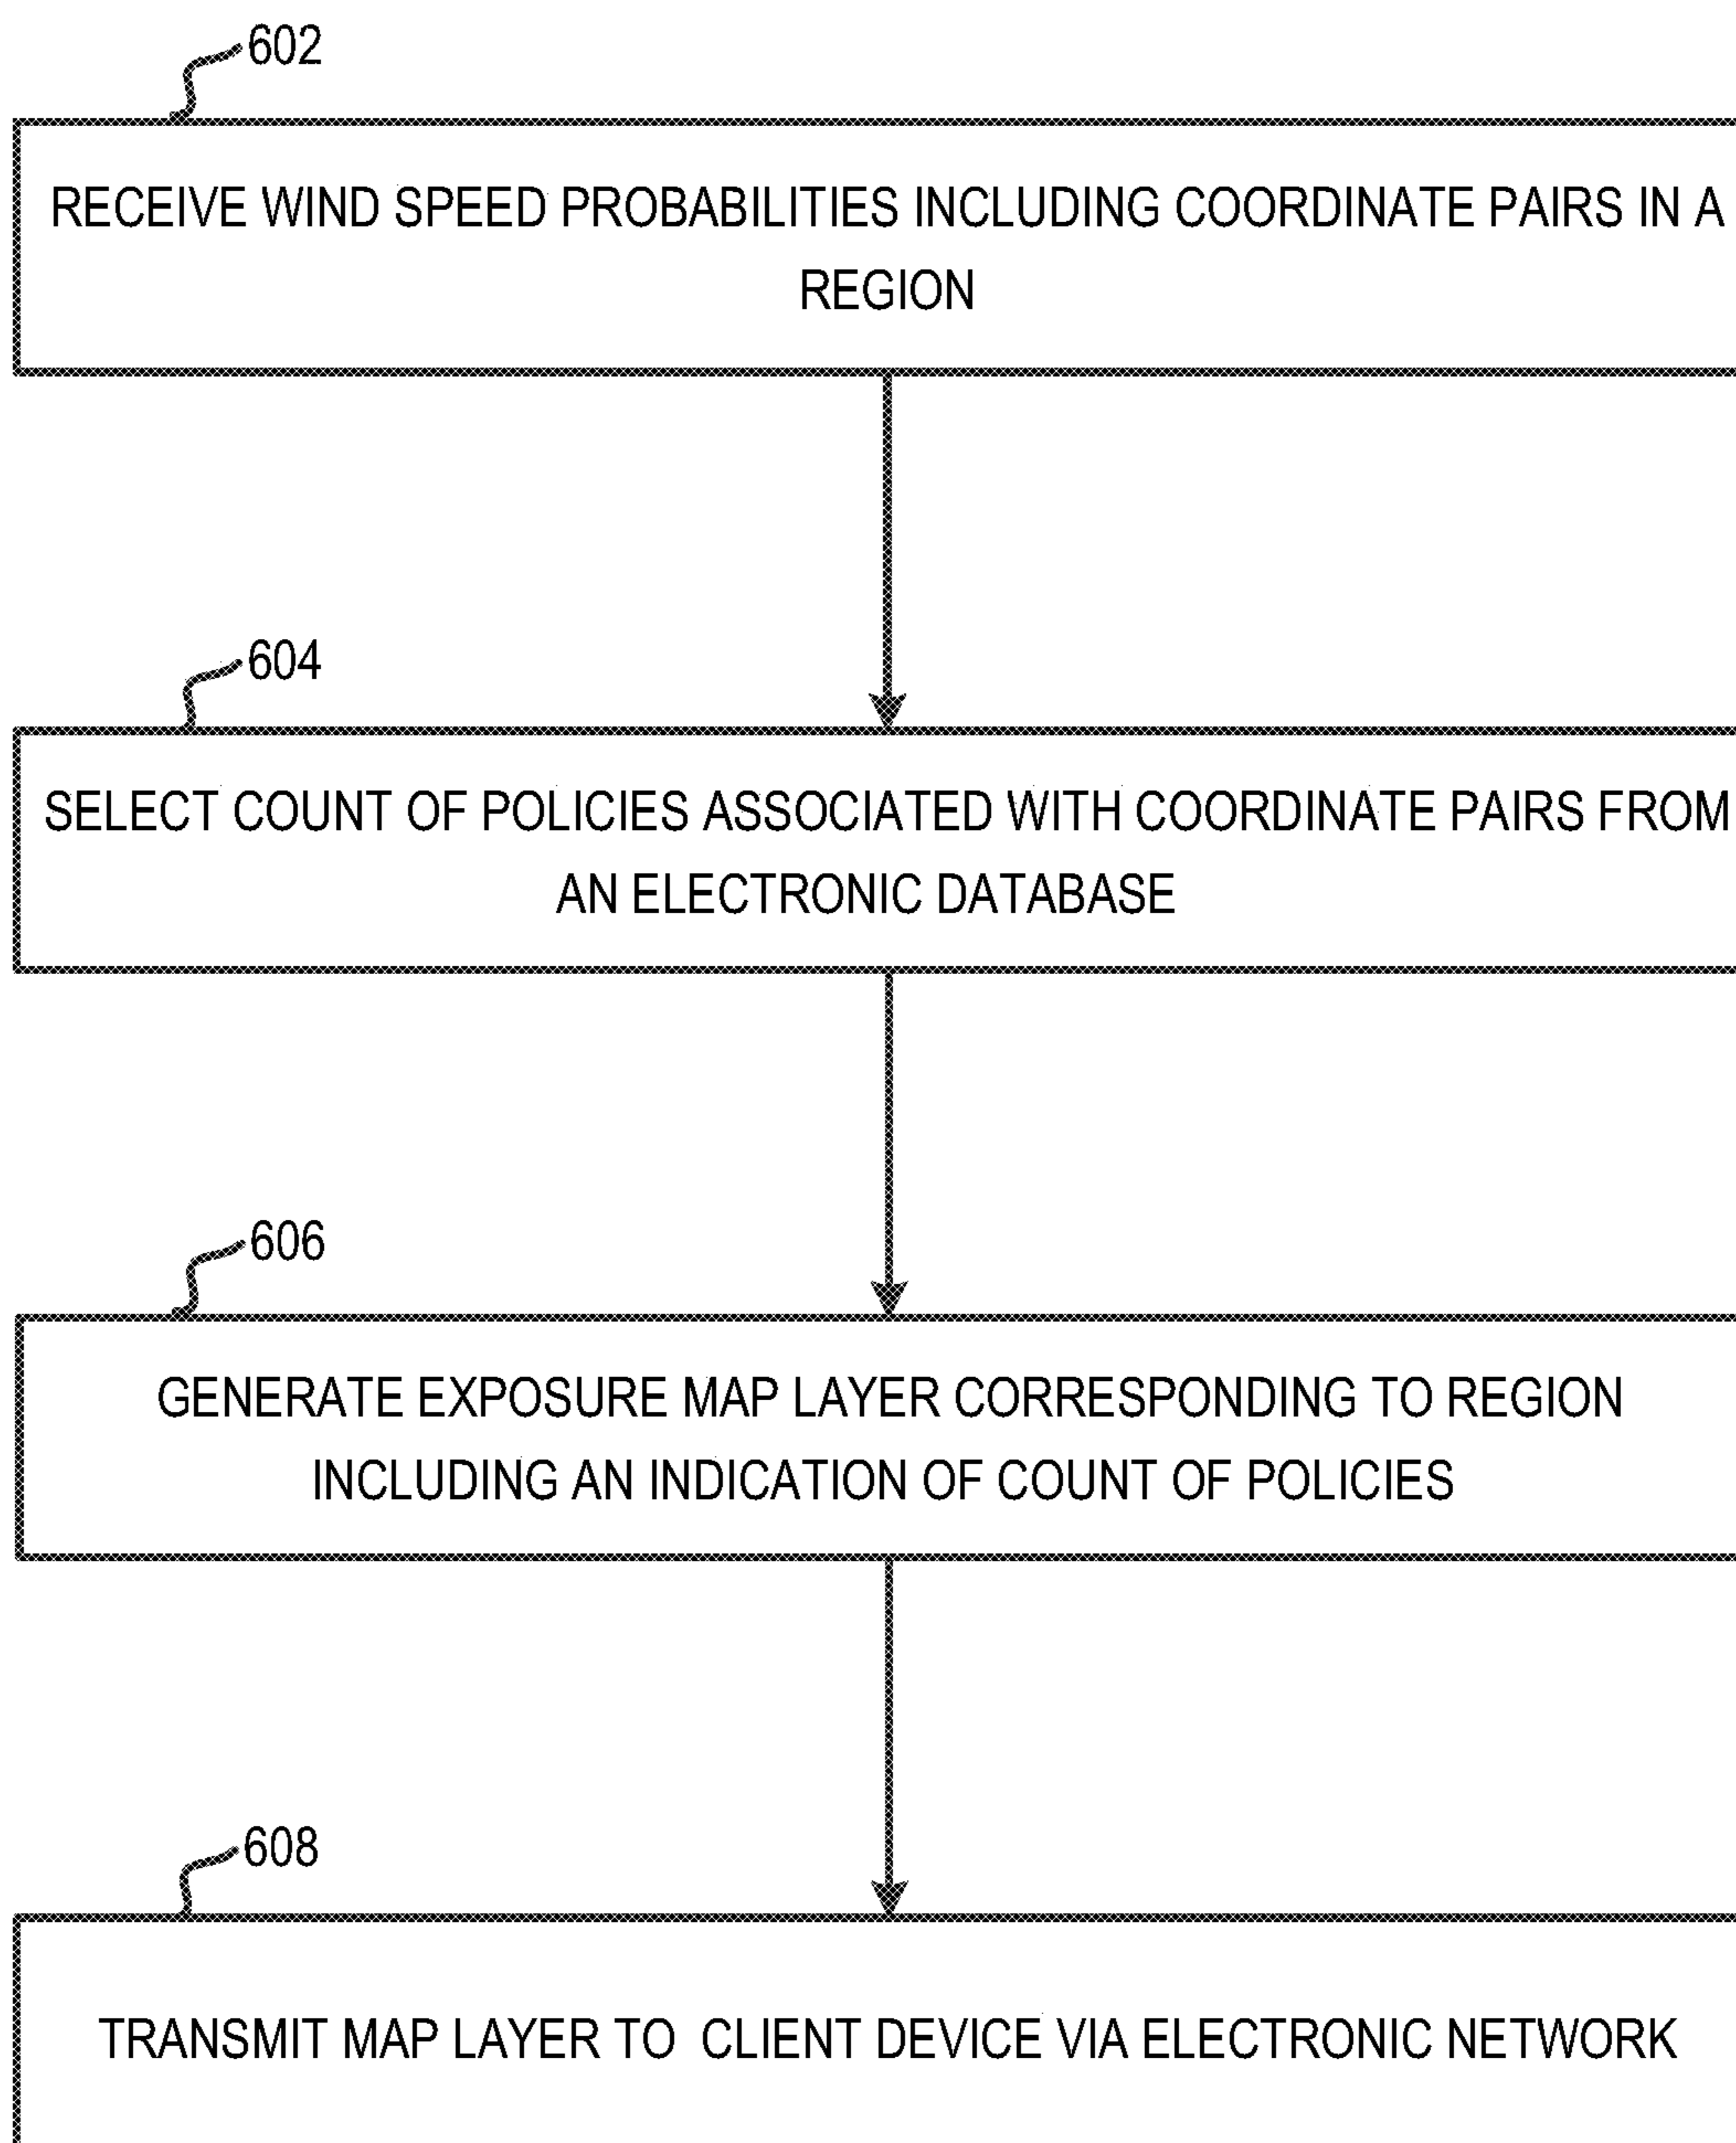 602
RECEIVE WIND SPEED PROBABILITIES INCLUDING COORDINATE PAIRS IN A
REGION
604
SELECT COUNT OF POLICIES ASSOCIATED WITH COORDINATE PAIRS FROM
AN ELECTRONIC DATABASE
606
GENERATE EXPOSURE MAP LAYER CORRESPONDING TO REGION
INCLUDING AN INDICATION OF COUNT OF POLICIES
608
TRANSMIT MAP LAYER TO CLIENT DEVICE VIA ELECTRONIC NETWORK